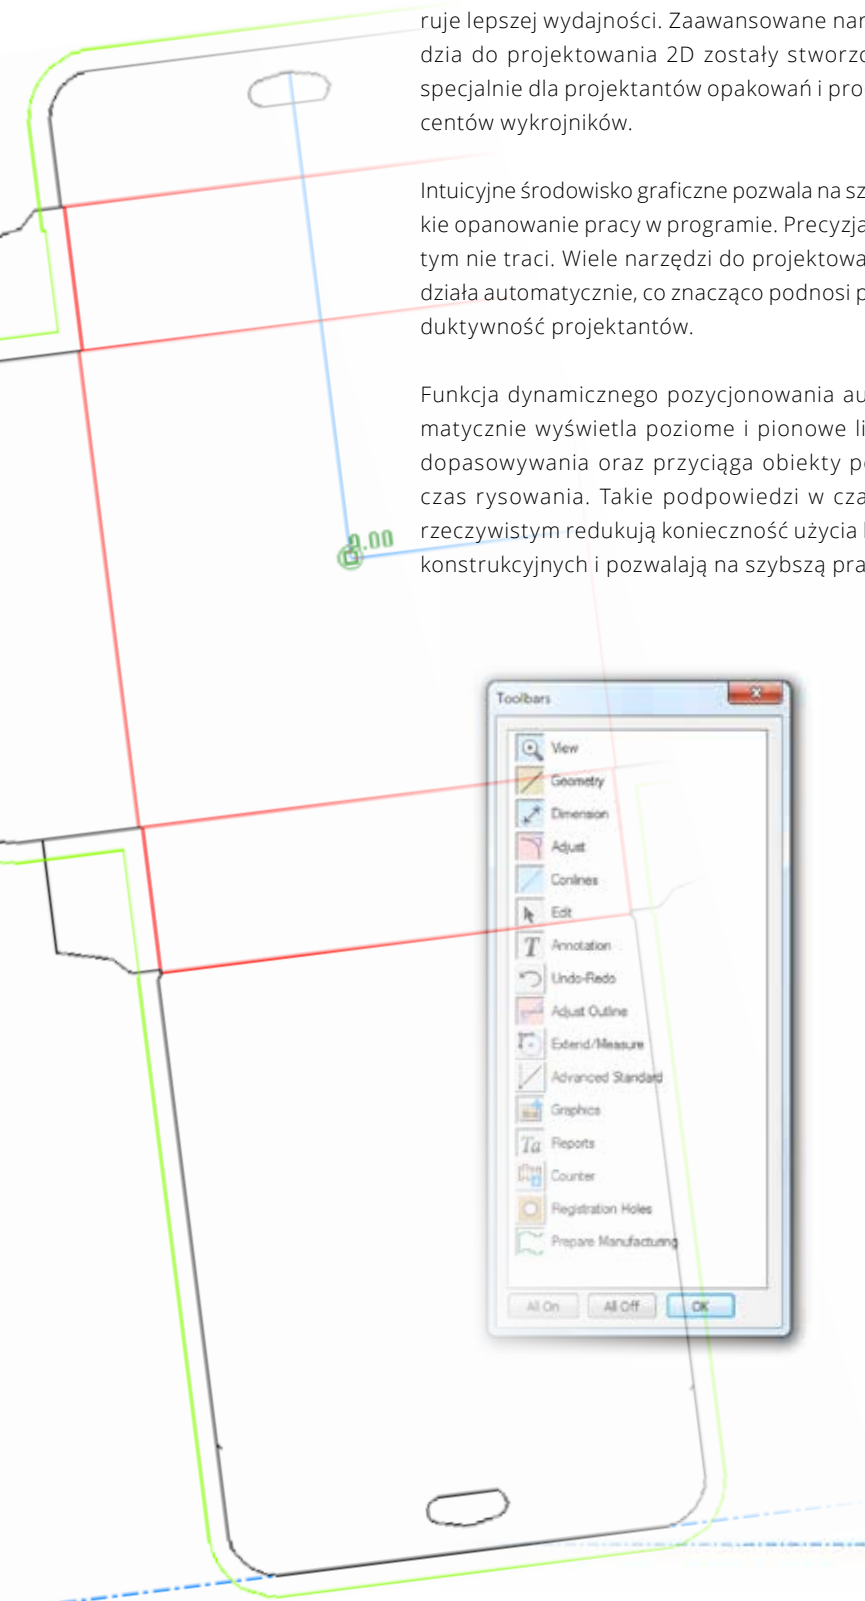 ruje lepszej wydajności. Zaawansowane nar
dzia do projektowania 2D zostały stworzo
specjalnie dla projektantów opakowań i pro
centów wykrojników.
Intuicyjne środowisko graficzne pozwala na sz
kie opanowanie pracy w programie. Precyzja
tym nie traci. Wiele narzędzi do projektowa
działa automatycznie, co znacząco podnosi p
duktywność projektantów.
Funkcja dynamicznego pozycjonowania au
matycznie wyświetla poziome i pionowe li
dopasowywania oraz przyciąga obiekty po
czas rysowania. Takie podpowiedzi w cza
rzeczywistym redukują konieczność użycia l
konstrukcyjnych i pozwalają na szybszą pra
0.00
Toolbars
View
Geometry
Dimension
Adjust
Conlines
Edit
T Annotation
Undo-Redo
Adjust Outline
Extend/Measure
Advanced Standard
Graphics
Ta Reports
Counter
Registration Holes
Prepare Manufacturing
All On All Off OK